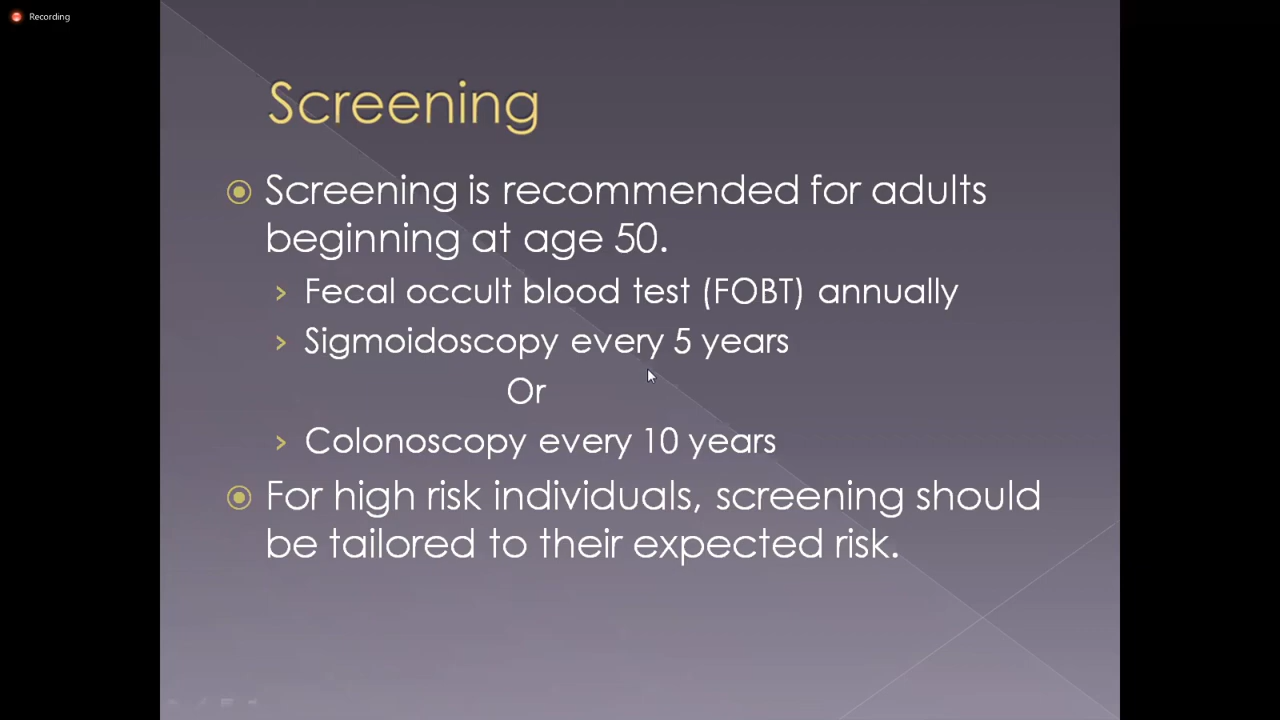 Recording
Screening
Screening is recommended for adults
beginning at age 50.
Fecal occult blood test (FOBT) annually
Sigmoidoscopy every 5 years
Or
Colonoscopy every 10 years
For high risk individuals, screening should
be tailored to their expected risk.